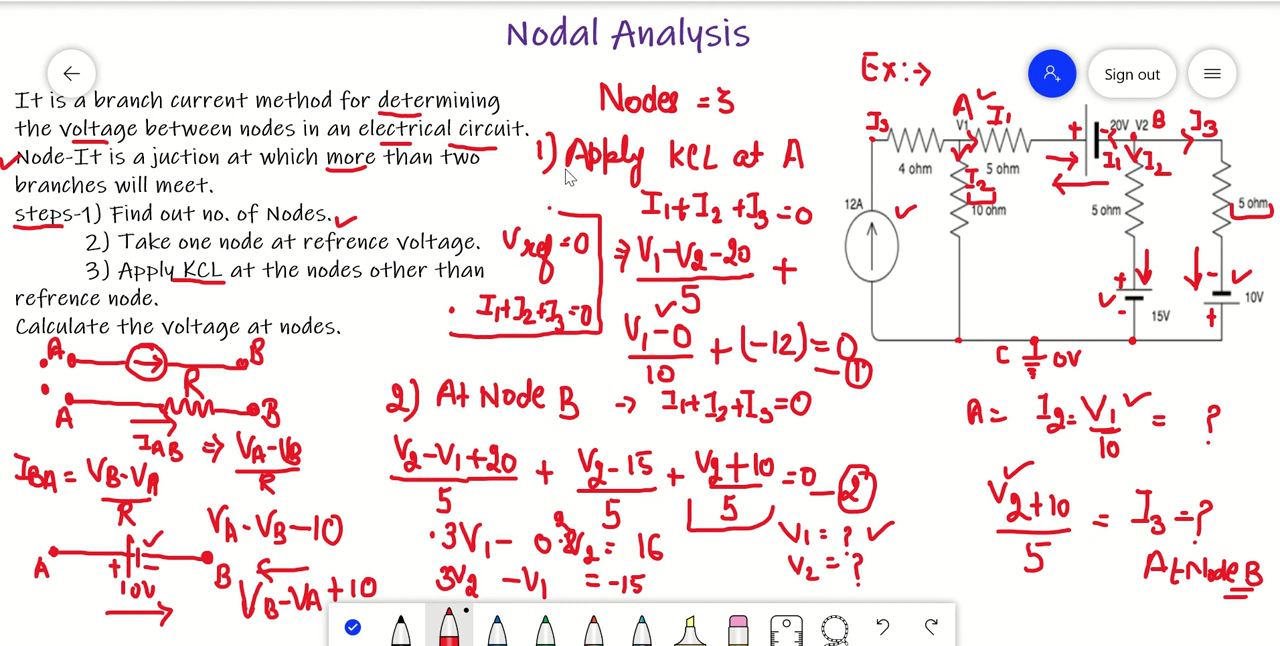 Nodal Analysis
Sign out
It is a branch current method for determining
the voltage between nodes in an electrical circuit.
Node-It is a juction at which more than two
branches will meet.
steps-1) Find out no. of Nodes.
2) Take one node at refrence voltage.
3) Apply KCL at the nodes other than
refrence node.
Calculate the voltage at nodes.
Nodes = 3
1) Apply KCL at A
I1+I2+I3=0
Vref=0
I1+I2+I3=0
⇒ V1-V2-20 / 5 +
V1-0 / 10 + (-12)=0 -①
2) At Node B → I1+I2+I3=0
V2-V1+20 / 5 + V2-15 / 5 + V2+10 / 5 =0 -②
3V2 -V1 = -15
V1=?
V2=?
A B
R
A B
IAB ⇒ VA-VB / R
IBA = VB-VA / R
VA-VB-10
A + - B
10V
VB-VA+10
Ex:→
I3 A V1 I1 + - 20V V2 B I3
4 ohm 5 ohm I1 I2
12A I2 10 ohm 5 ohm 5 ohm
+ - 15V - + 10V
C 0V
A= I2= V1 / 10 = ?
V2+10 / 5 = I3=?
At Node B